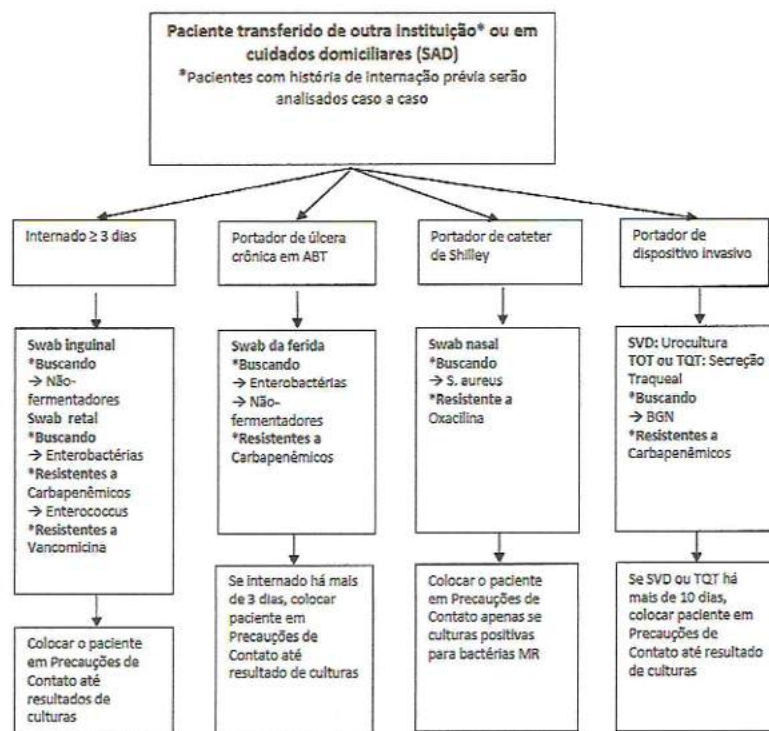 Paciente transferido de outra instituição* ou em
cuidados domiciliares (SAD)
*Pacientes com história de internação prévia serão
analisados caso a caso
Internado ≥ 3 dias
Portador de úlcera
crônica em ABT
Portador de cateter
de Shilley
Portador de
dispositivo invasivo
Swab inguinal
*Buscando
→ Não-
fermentadores
Swab retal
*Buscando
→ Enterobactérias
*Resistentes a
Carbapenêmicos
→ Enterococcus
*Resistentes a
Vancomicina
Swab da ferida
*Buscando
→ Enterobactérias
→ Não-
fermentadores
*Resistentes a
Carbapenêmicos
Swab nasal
*Buscando
→ S. aureus
*Resistente a
Oxacilina
SVD: Urocultura
TOT ou TQT: Secreção
Traqueal
*Buscando
→ BGN
*Resistentes a
Carbapenêmicos
Colocar o paciente
em Precauções de
Contato até
resultados de
culturas
Se internado há mais
de 3 dias, colocar
paciente em
Precauções de
Contato até
resultado de culturas
Colocar o paciente
em Precauções de
Contato apenas se
culturas positivas
para bactérias MR
Se SVD ou TQT há
mais de 10 dias,
colocar paciente em
Precauções de
Contato até resultado
de culturas